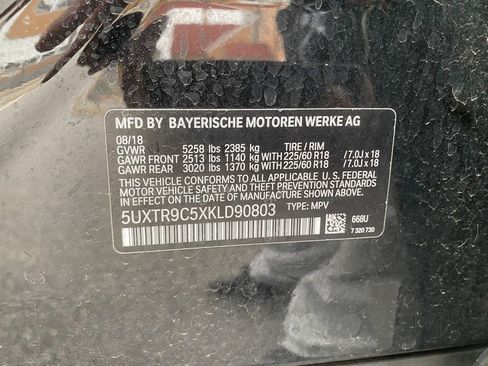 MFD BY BAYERISCHE MOTOREN WERKE AG
08/18
GVWR 5258 lbs 2385 kg TIRE / RIM
GAWR FRONT 2513 lbs 1140 kg WITH 225/60 R18 /7.0J x 18
GAWR REAR 3020 lbs 1370 kg WITH 225/60 R18 /7.0J x 18
THIS VEHICLE CONFORMS TO ALL APPLICABLE U.S. FEDERAL
MOTOR VEHICLE SAFETY STANDARDS IN EFFECT ON THE DATE
OF MANUFACTURE SHOWN ABOVE.
5UXTR9C5XKLD90803 TYPE: MPV
668U
7 320 730